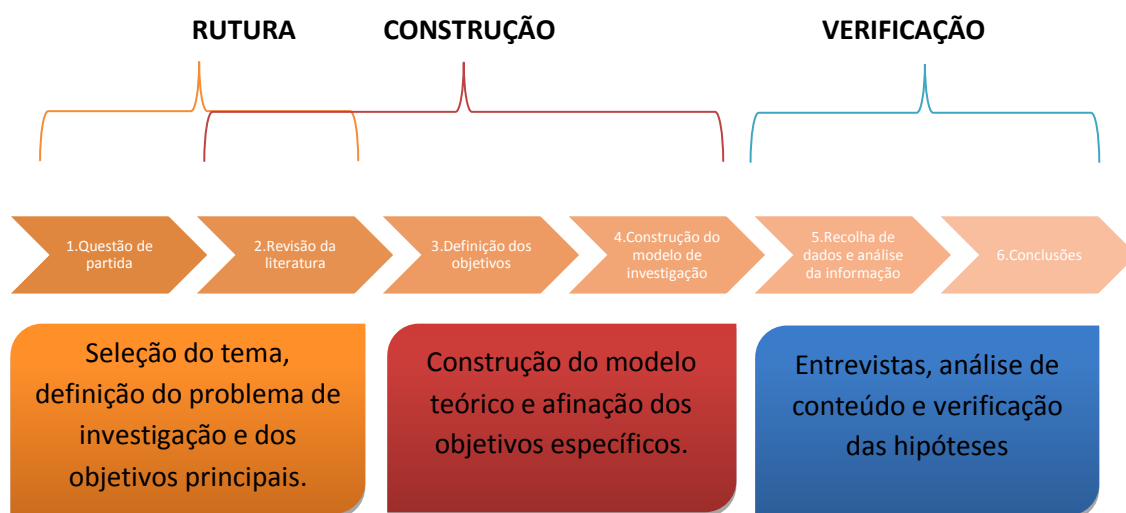 RUTURA
CONSTRUÇÃO
VERIFICAÇÃO
1.Questão de
partida
2.Revisão da
literatura
3.Definição dos
objetivos
4.Construção do
modelo de
investigação
5.Recolha de
dados e análise
da informação
6.Conclusões
Seleção do tema,
definição do problema de
investigação e dos
objetivos principais.
Construção do modelo
teórico e afinação dos
objetivos específicos.
Entrevistas, análise de
conteúdo e verificação
das hipóteses